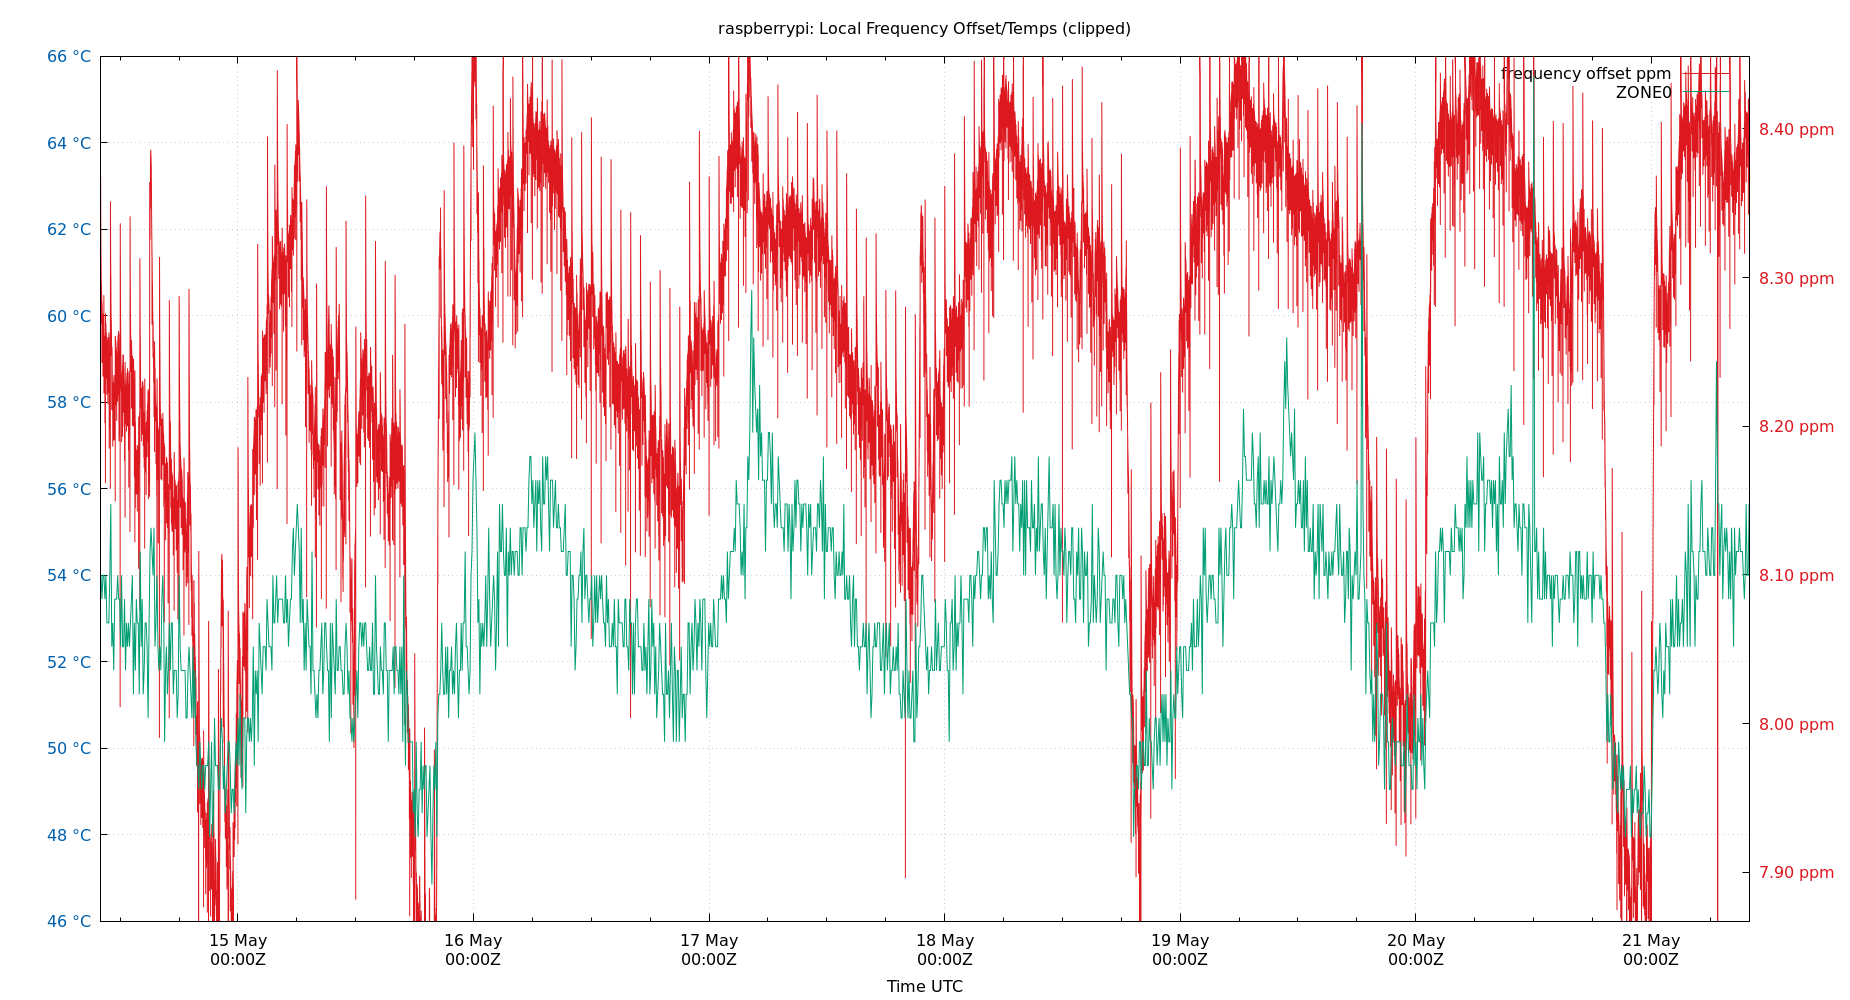 raspberrypi: Local Frequency Offset/Temps (clipped)
66 °C
64 °C
62 °C
60 °C
58 °C
56 °C
54 °C
52 °C
50 °C
48 °C
46 °C
frequency offset ppm
ZONE0
8.40 ppm
8.30 ppm
8.20 ppm
8.10 ppm
8.00 ppm
7.90 ppm
15 May 16 May 17 May 18 May 19 May 20 May 21 May
00:00Z 00:00Z 00:00Z 00:00Z 00:00Z 00:00Z 00:00Z
Time UTC